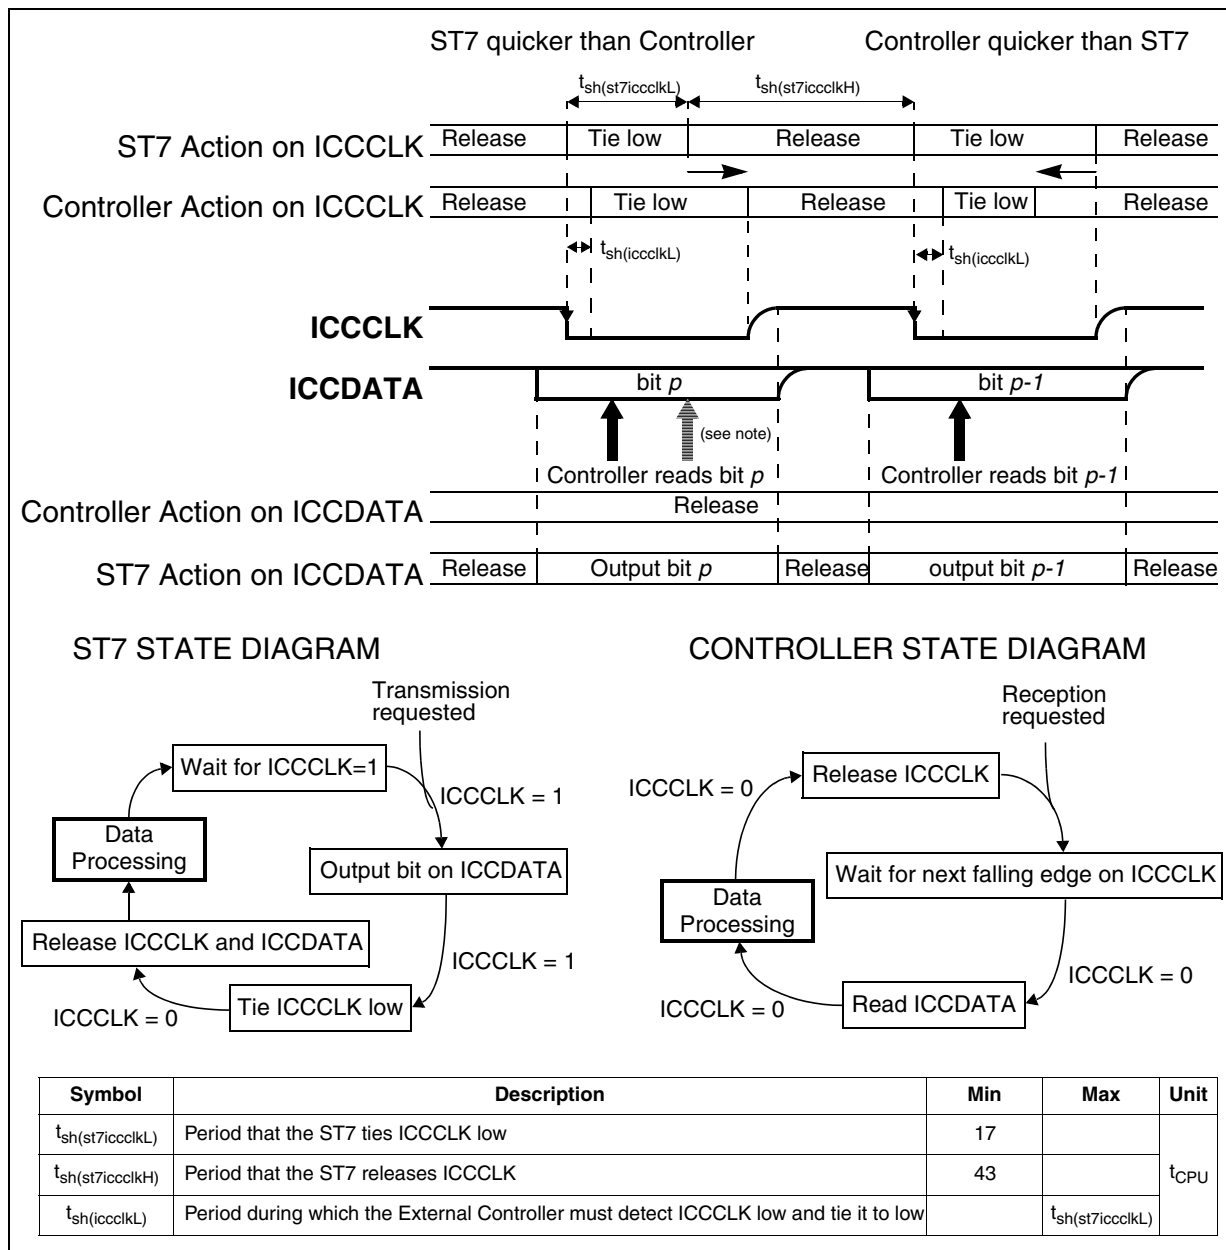 ST7 quicker than Controller
Controller quicker than ST7
tsh(st7iccclkL)
tsh(st7iccclkH)
ST7 Action on ICCCLK
Release
Tie low
Release
Tie low
Release
Controller Action on ICCCLK
Release
Tie low
Release
Tie low
Release
tsh(iccclkL)
tsh(iccclkL)
ICCCLK
ICCDATA
bit p
bit p-1
(see note)
Controller reads bit p
Controller reads bit p-1
Controller Action on ICCDATA
Release
ST7 Action on ICCDATA
Release
Output bit p
Release
output bit p-1
Release
ST7 STATE DIAGRAM
Transmission
requested
Wait for ICCCLK=1
ICCCLK = 1
Data
Processing
Output bit on ICCDATA
Release ICCCLK and ICCDATA
ICCCLK = 1
Tie ICCCLK low
ICCCLK = 0
CONTROLLER STATE DIAGRAM
Reception
requested
Release ICCCLK
ICCCLK = 0
Wait for next falling edge on ICCCLK
Data
Processing
ICCCLK = 0
Read ICCDATA
ICCCLK = 0
Symbol Description Min Max Unit
tsh(st7iccclkL) Period that the ST7 ties ICCCLK low 17
tsh(st7iccclkH) Period that the ST7 releases ICCCLK 43
tCPU
tsh(iccclkL) Period during which the External Controller must detect ICCCLK low and tie it to low tsh(st7iccclkL)